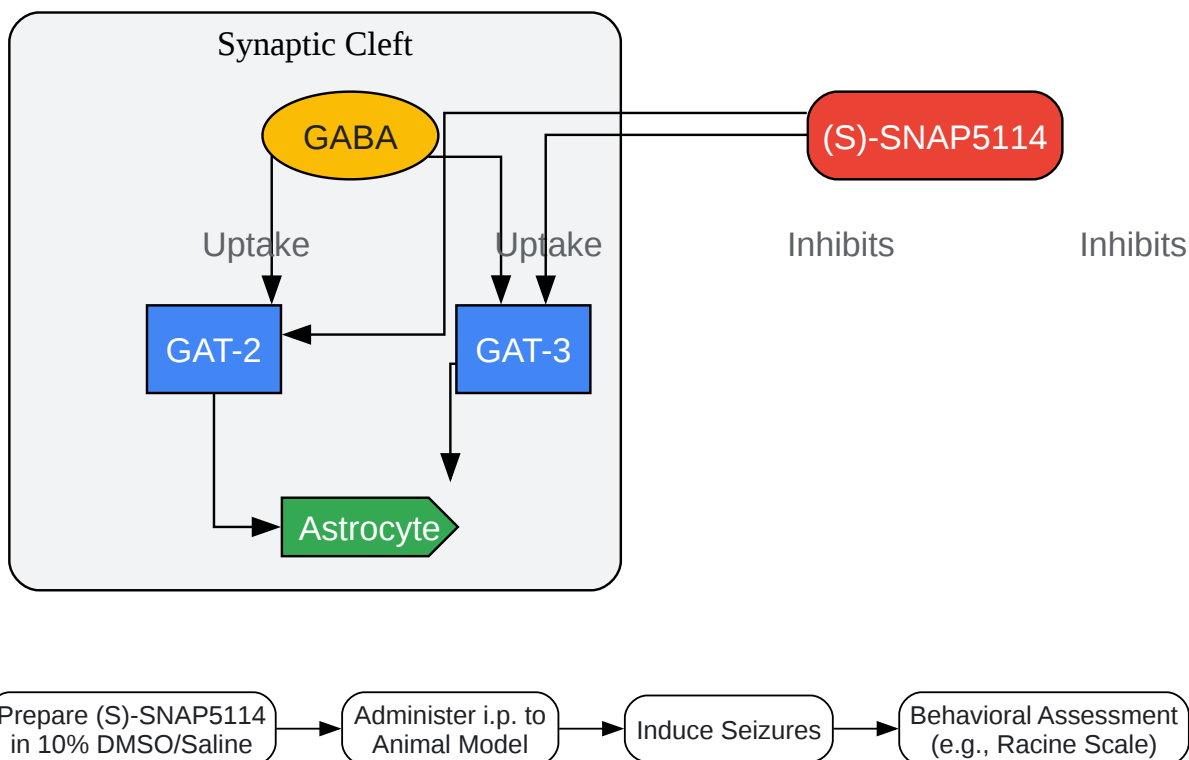 Synaptic Cleft
GABA
(S)-SNAP5114
Uptake
Uptake
Inhibits
Inhibits
GAT-2
GAT-3
Astrocyte
Prepare (S)-SNAP5114
in 10% DMSO/Saline
Administer i.p. to
Animal Model
Induce Seizures
Behavioral Assessment
(e.g., Racine Scale)